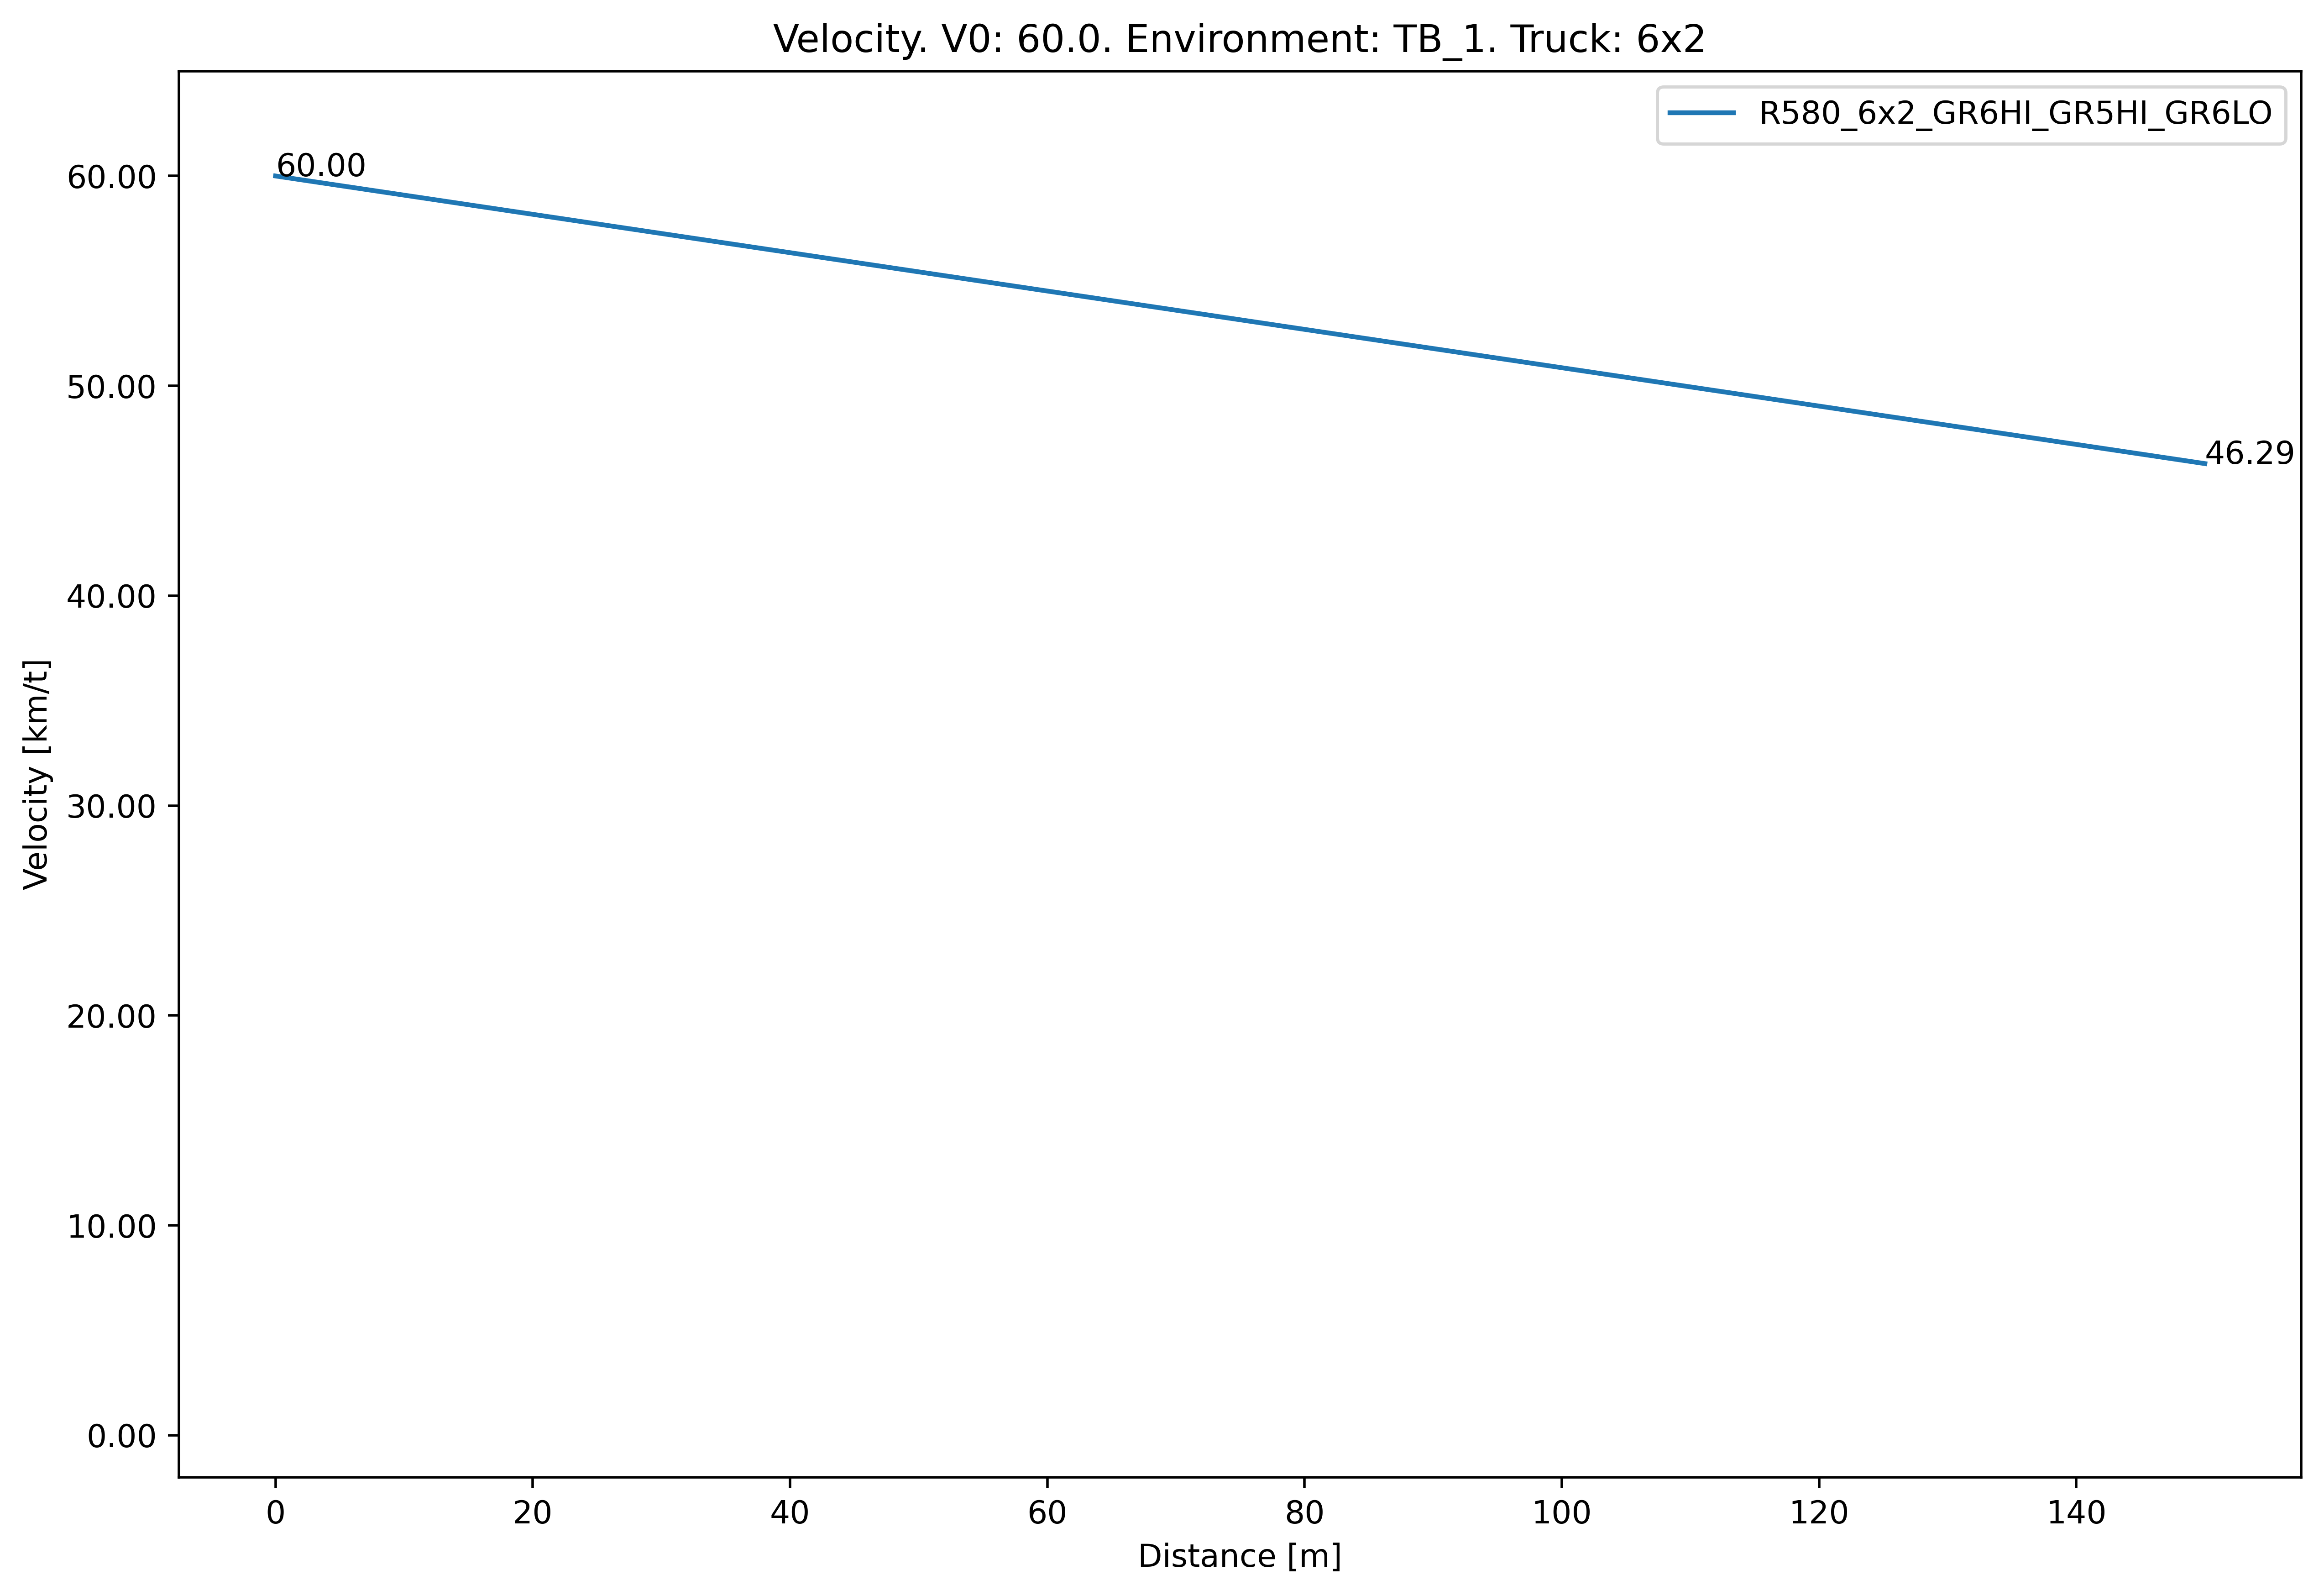 Velocity. V0: 60.0. Environment: TB_1. Truck: 6x2
R580_6x2_GR6HI_GR5HI_GR6LO
60.00
46.29
Velocity [km/t]
60.00
50.00
40.00
30.00
20.00
10.00
0.00
0 20 40 60 80 100 120 140
Distance [m]